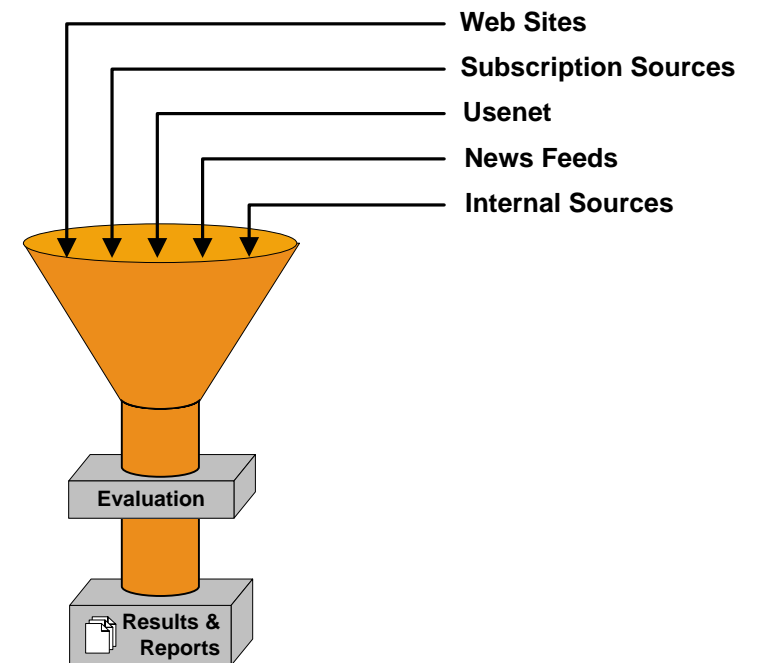 Web Sites
Subscription Sources
Usenet
News Feeds
Internal Sources
Evaluation
Results &
Reports